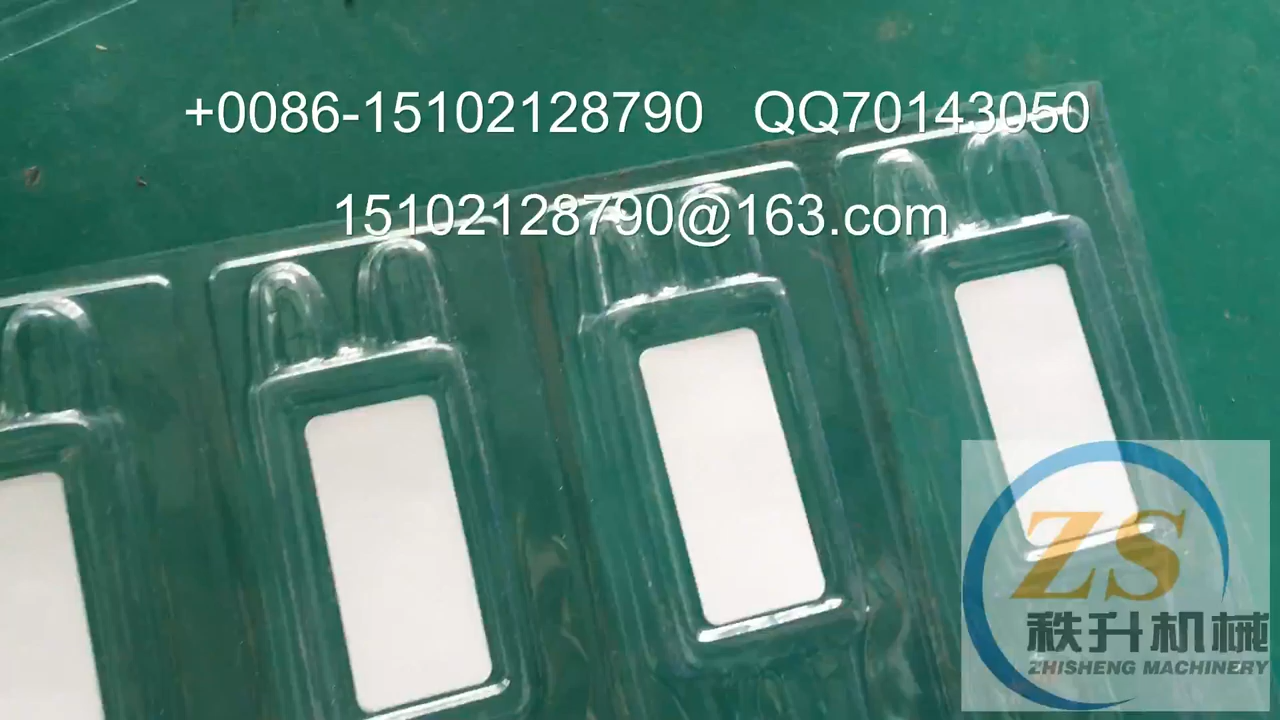 +0086-15102128790 QQ70143050
15102128790@163.com
ZS
秩升机械
ZHISHENG MACHINERY